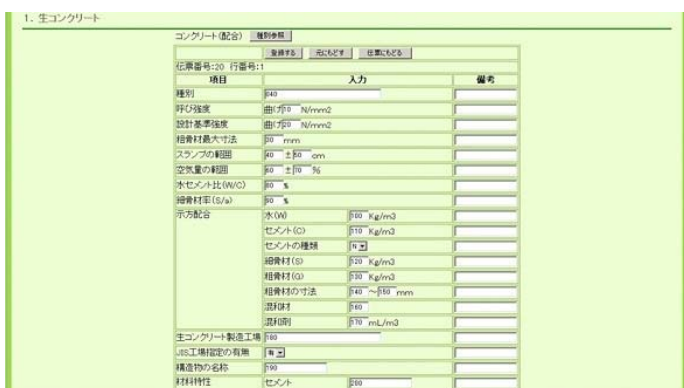 1. 生コンクリート
コンクリート(配合) 種別参照
登録する 元にもどす 伝票にもどる
伝票番号:20 行番号:1
項目 入力 備考
種別 640
呼び強度 曲げ 10 N/mm2
設計基準強度 曲げ 20 N/mm2
粗骨材最大寸法 30 mm
スランプの範囲 40 ± 50 cm
空気量の範囲 60 ± 70 %
水セメント比(W/C) 80 %
細骨材率(S/a) 90 %
示方配合 水(W) 100 Kg/m3
セメント(C) 110 Kg/m3
セメントの種類 N
細骨材(S) 120 Kg/m3
粗骨材(G) 130 Kg/m3
粗骨材の寸法 140 ～ 150 mm
混和材 160
混和剤 170 mL/m3
生コンクリート製造工場 180
JIS工場指定の有無 有
構造物の名称 190
材料特性 セメント 200